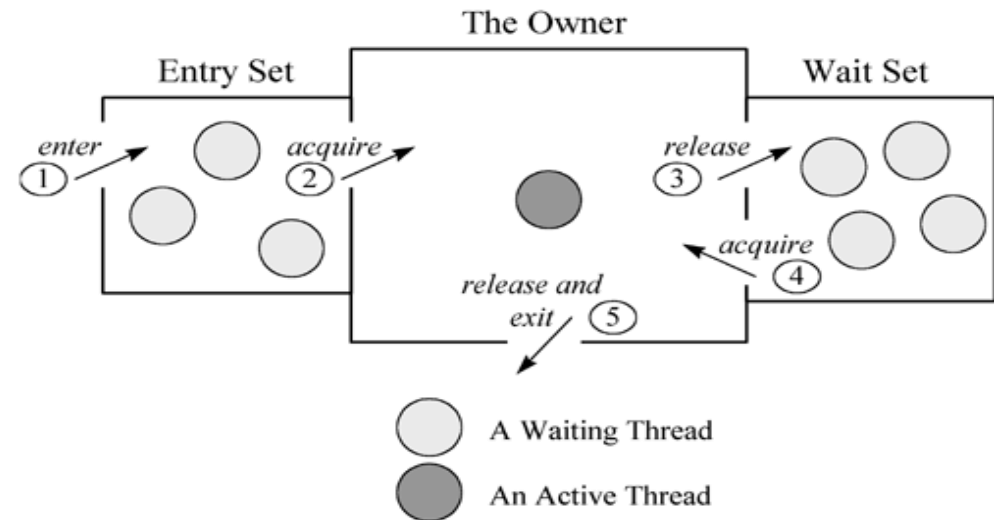 The Owner
Entry Set
Wait Set
enter
1
acquire
2
release
3
acquire
4
release and
exit
5
A Waiting Thread
An Active Thread